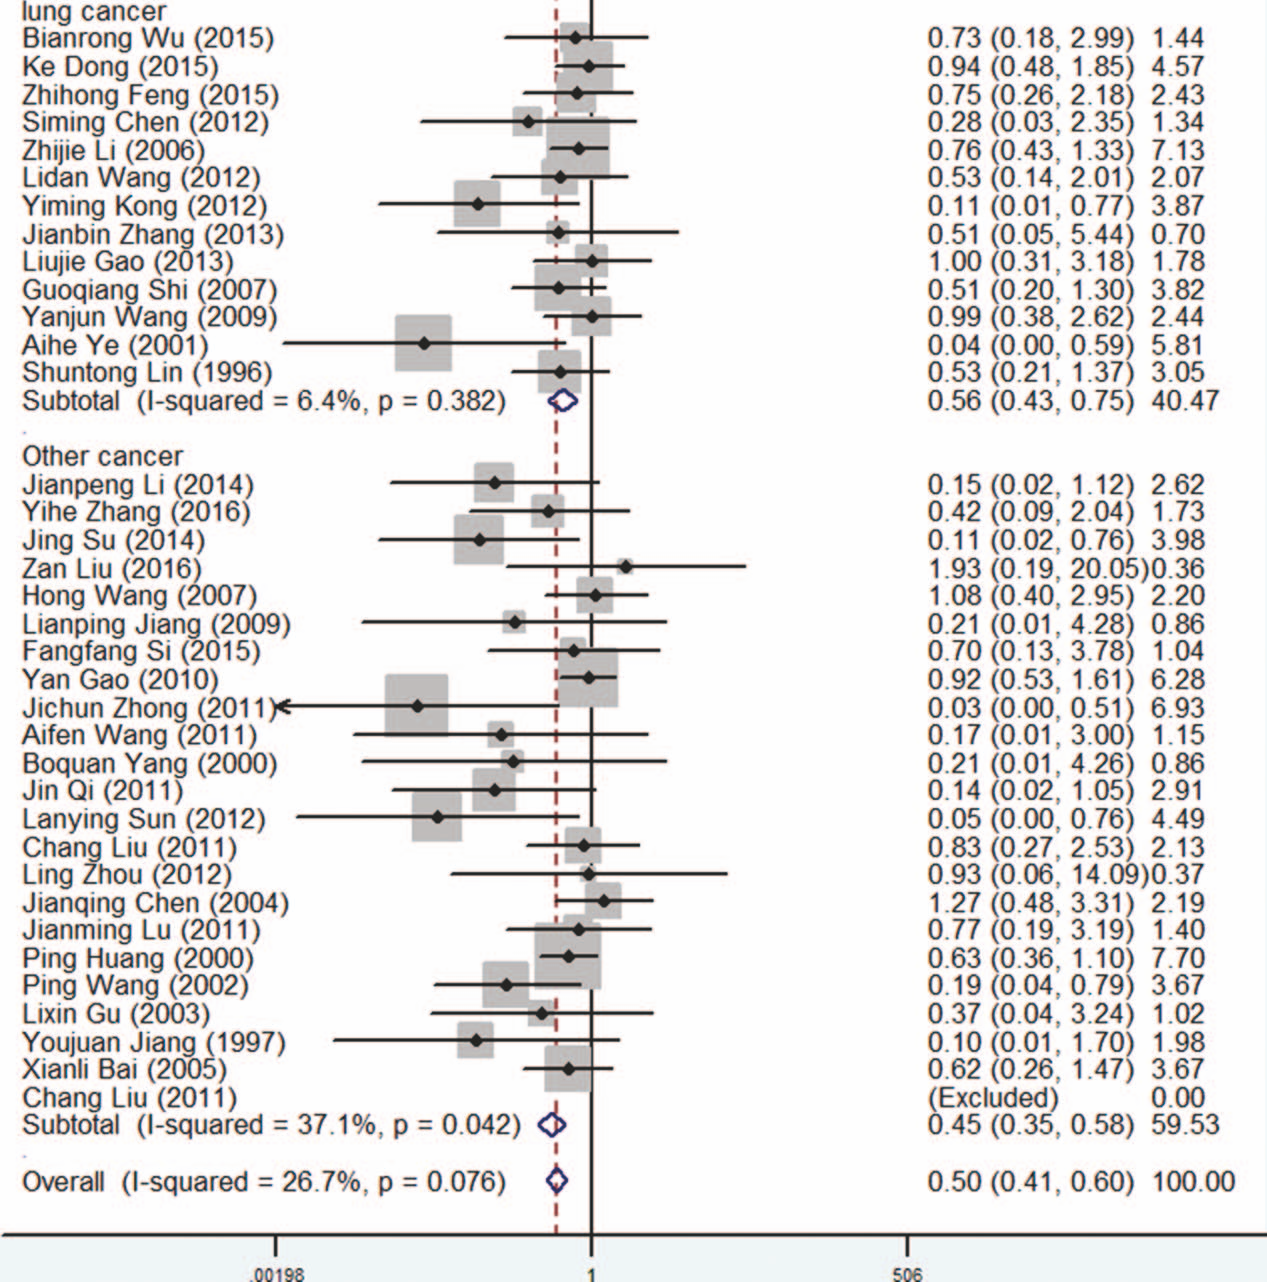 lung cancer
Bianrong Wu (2015) 0.73 (0.18, 2.99) 1.44
Ke Dong (2015) 0.94 (0.48, 1.85) 4.57
Zhihong Feng (2015) 0.75 (0.26, 2.18) 2.43
Siming Chen (2012) 0.28 (0.03, 2.35) 1.34
Zhijie Li (2006) 0.76 (0.43, 1.33) 7.13
Lidan Wang (2012) 0.53 (0.14, 2.01) 2.07
Yiming Kong (2012) 0.11 (0.01, 0.77) 3.87
Jianbin Zhang (2013) 0.51 (0.05, 5.44) 0.70
Liujie Gao (2013) 1.00 (0.31, 3.18) 1.78
Guoqiang Shi (2007) 0.51 (0.20, 1.30) 3.82
Yanjun Wang (2009) 0.99 (0.38, 2.62) 2.44
Aihe Ye (2001) 0.04 (0.00, 0.59) 5.81
Shuntong Lin (1996) 0.53 (0.21, 1.37) 3.05
Subtotal (I-squared = 6.4%, p = 0.382) 0.56 (0.43, 0.75) 40.47
.
Other cancer
Jianpeng Li (2014) 0.15 (0.02, 1.12) 2.62
Yihe Zhang (2016) 0.42 (0.09, 2.04) 1.73
Jing Su (2014) 0.11 (0.02, 0.76) 3.98
Zan Liu (2016) 1.93 (0.19, 20.05)0.36
Hong Wang (2007) 1.08 (0.40, 2.95) 2.20
Lianping Jiang (2009) 0.21 (0.01, 4.28) 0.86
Fangfang Si (2015) 0.70 (0.13, 3.78) 1.04
Yan Gao (2010) 0.92 (0.53, 1.61) 6.28
Jichun Zhong (2011) 0.03 (0.00, 0.51) 6.93
Aifen Wang (2011) 0.17 (0.01, 3.00) 1.15
Boquan Yang (2000) 0.21 (0.01, 4.26) 0.86
Jin Qi (2011) 0.14 (0.02, 1.05) 2.91
Lanying Sun (2012) 0.05 (0.00, 0.76) 4.49
Chang Liu (2011) 0.83 (0.27, 2.53) 2.13
Ling Zhou (2012) 0.93 (0.06, 14.09)0.37
Jianqing Chen (2004) 1.27 (0.48, 3.31) 2.19
Jianming Lu (2011) 0.77 (0.19, 3.19) 1.40
Ping Huang (2000) 0.63 (0.36, 1.10) 7.70
Ping Wang (2002) 0.19 (0.04, 0.79) 3.67
Lixin Gu (2003) 0.37 (0.04, 3.24) 1.02
Youjuan Jiang (1997) 0.10 (0.01, 1.70) 1.98
Xianli Bai (2005) 0.62 (0.26, 1.47) 3.67
Chang Liu (2011) (Excluded) 0.00
Subtotal (I-squared = 37.1%, p = 0.042) 0.45 (0.35, 0.58) 59.53
.
Overall (I-squared = 26.7%, p = 0.076) 0.50 (0.41, 0.60) 100.00
.00198 1 506